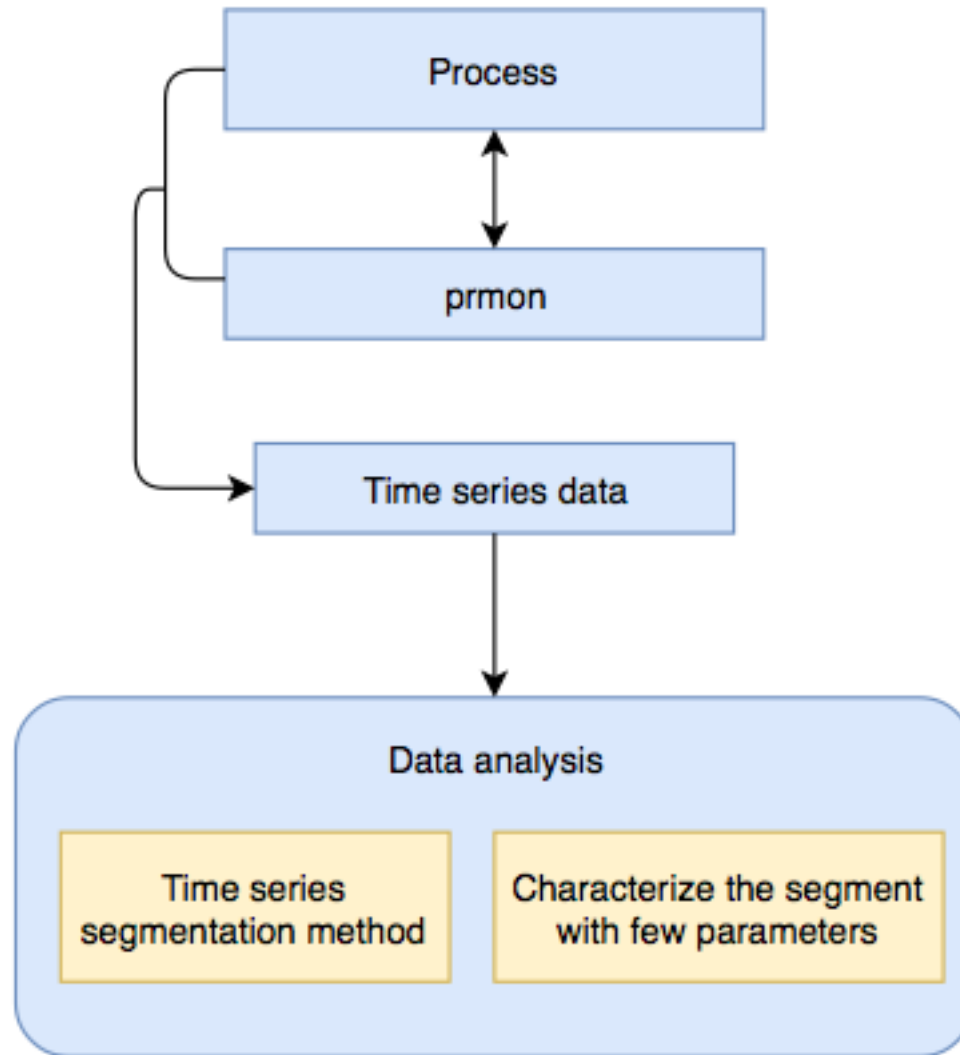 Process
prmon
Time series data
Data analysis
Time series
segmentation method
Characterize the segment
with few parameters